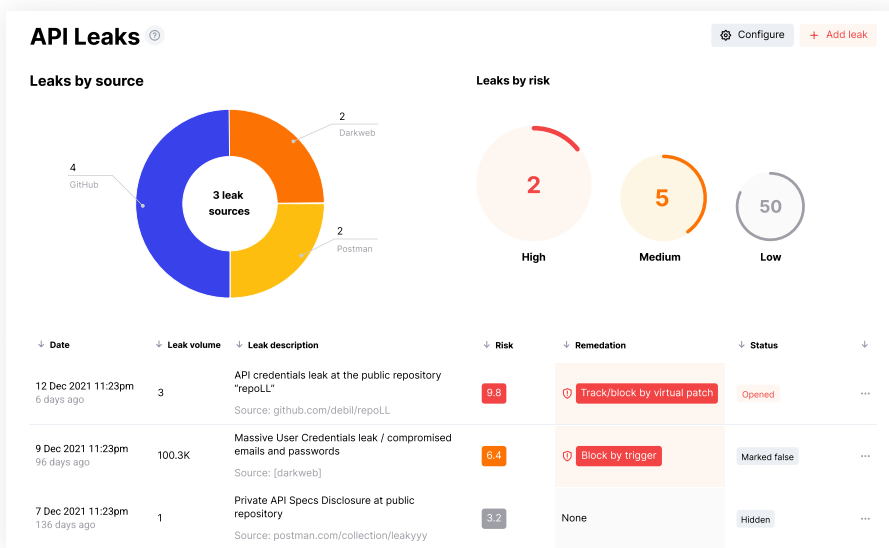 API Leaks ?
Configure
+ Add leak
Leaks by source
Leaks by risk
2
Darkweb
4
GitHub
3 leak
sources
2
Postman
2
High
5
Medium
50
Low
Date
Leak volume
Leak description
Risk
Remedation
Status
12 Dec 2021 11:23pm
6 days ago
3
API credentials leak at the public repository
“repoLL”
Source: github.com/debil/repoLL
9.8
Track/block by virtual patch
Opened
9 Dec 2021 11:23pm
96 days ago
100.3K
Massive User Credentials leak / compromised
emails and passwords
Source: [darkweb]
6.4
Block by trigger
Marked false
7 Dec 2021 11:23pm
136 days ago
1
Private API Specs Disclosure at public
repository
Source: postman.com/collection/leakyyy
3.2
None
Hidden